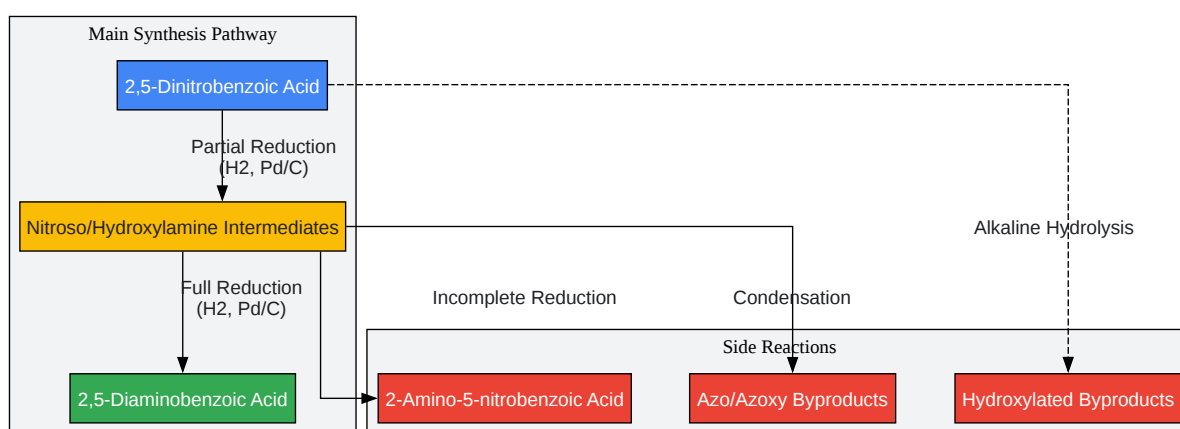 Main Synthesis Pathway
2,5-Dinitrobenzoic Acid
Partial Reduction
(H2, Pd/C)
Nitroso/Hydroxylamine Intermediates
Alkaline Hydrolysis
Full Reduction
(H2, Pd/C)
Incomplete Reduction
Condensation
Side Reactions
2,5-Diaminobenzoic Acid
2-Amino-5-nitrobenzoic Acid
Azo/Azoxy Byproducts
Hydroxylated Byproducts